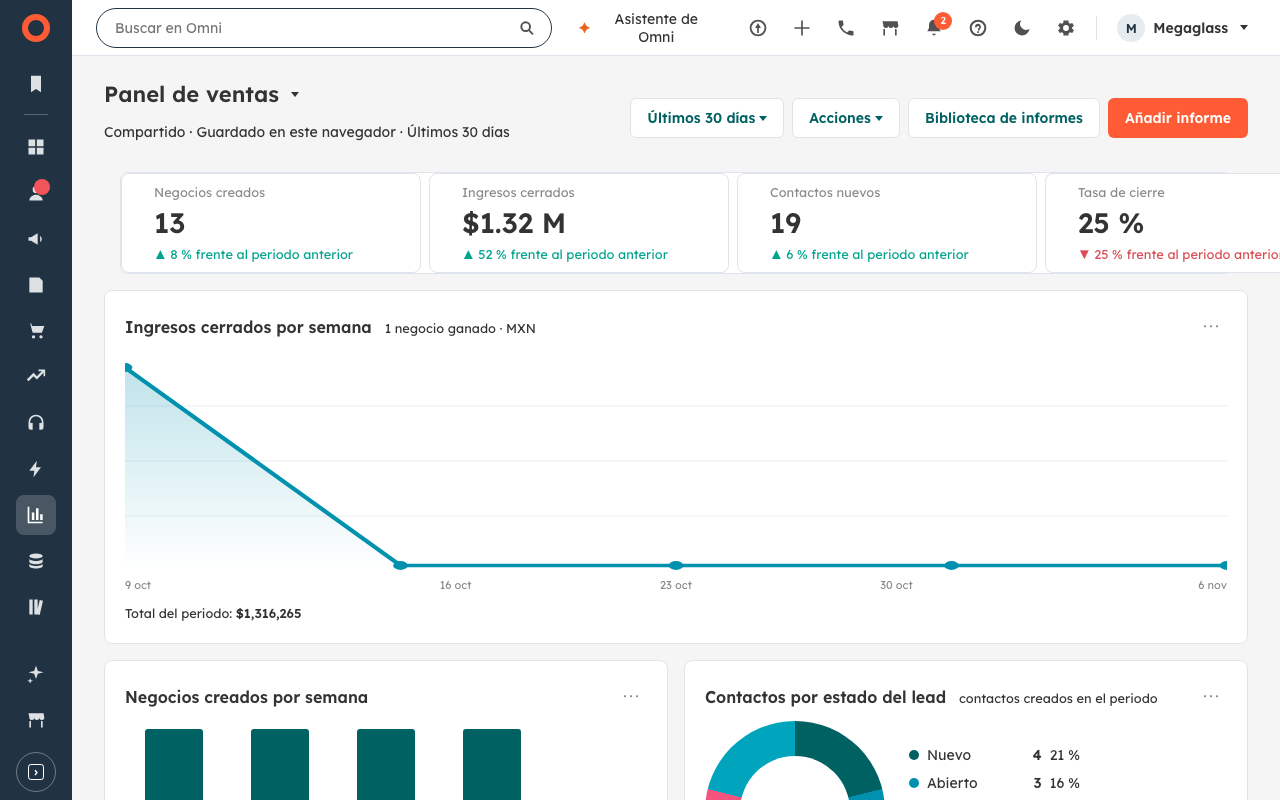 Buscar en Omni
Asistente de
Omni
2
M
Megaglass
Panel de ventas
Compartido · Guardado en este navegador · Últimos 30 días
Últimos 30 días
Acciones
Biblioteca de informes
Añadir informe
Negocios creados
13
▲ 8 % frente al periodo anterior
Ingresos cerrados
$1.32 M
▲ 52 % frente al periodo anterior
Contactos nuevos
19
▲ 6 % frente al periodo anterior
Tasa de cierre
25 %
▼ 25 % frente al periodo anterior
Ingresos cerrados por semana 1 negocio ganado · MXN
9 oct
16 oct
23 oct
30 oct
6 nov
Total del periodo: $1,316,265
Negocios creados por semana
Contactos por estado del lead contactos creados en el periodo
Nuevo 4 21 %
Abierto 3 16 %